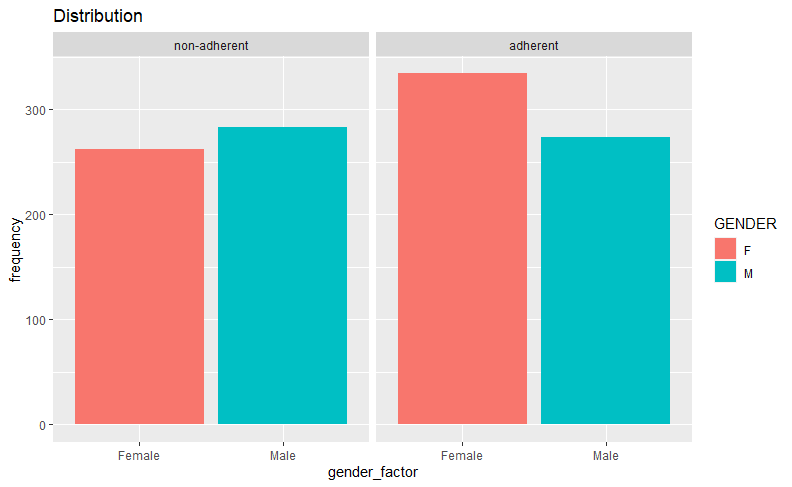 Distribution
non-adherent
adherent
frequency
300
200
100
0
Female
Male
Female
Male
gender_factor
GENDER
F
M